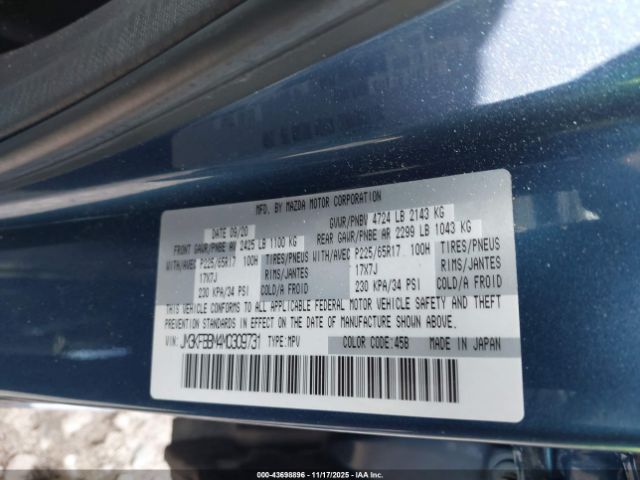 MFD. BY MAZDA MOTOR CORPORATION
DATE 09/20 GVWR/PNBV 4724 LB 2143 KG
FRONT GAWR/PNBE AV 2425 LB 1100 KG REAR GAWR/PNBE AR 2299 LB 1043 KG
WITH/AVEC P225/65R17 100H TIRES/PNEUS WITH/AVEC P225/65R17 100H TIRES/PNEUS
17X7J RIMS/JANTES 17X7J RIMS/JANTES
230 KPA/34 PSI COLD/A FROID 230 KPA/34 PSI COLD/A FROID
THIS VEHICLE CONFORMS TO ALL APPLICABLE FEDERAL MOTOR VEHICLE SAFETY AND THEFT
PREVENTION STANDARDS IN EFFECT ON THE DATE OF MANUFACTURE SHOWN ABOVE.
VIN: JM3KFBBM4M0309731 TYPE:MPV COLOR CODE:45B MADE IN JAPAN
000-43698896 - 11/17/2025 - IAA. Copyright